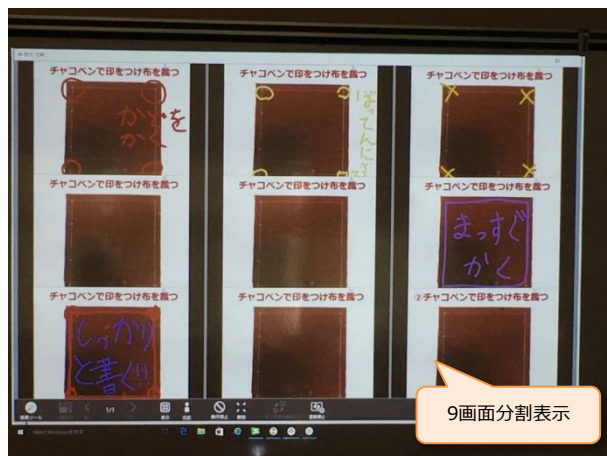 チャコペンで印をつけ布を裁つ
チャコペンで印をつけ布を裁つ
チャコペンで印をつけ布を裁つ
かどを
かく
ばってんにする
チャコペンで印をつけ布を裁つ
チャコペンで印をつけ布を裁つ
チャコペンで印をつけ布を裁つ
まっすぐ
かく
チャコペンで印をつけ布を裁つ
チャコペンで印をつけ布を裁つ
②チャコペンで印をつけ布を裁つ
しっかり
と書く!!
1/1
9画面分割表示